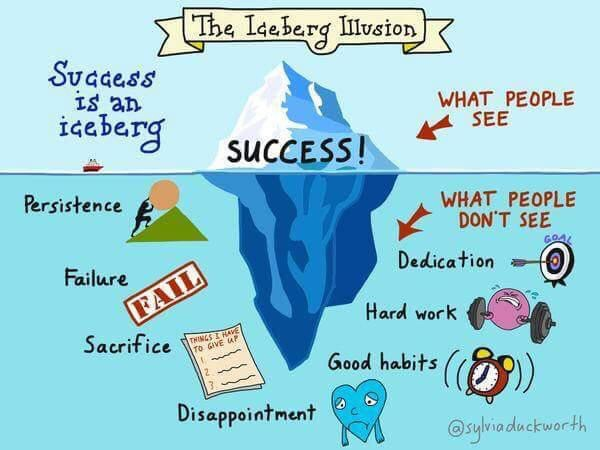 The Iceberg Illusion
Success
is an
iceberg
WHAT PEOPLE
SEE
SUCCESS!
WHAT PEOPLE
DON'T SEE
Persistence
GOAL
Dedication
Failure
FAIL
Hard work
Sacrifice
THINGS I HAVE
TO GIVE UP
1.
2.
3
Good habits
Disappointment
@sylviaduckworth